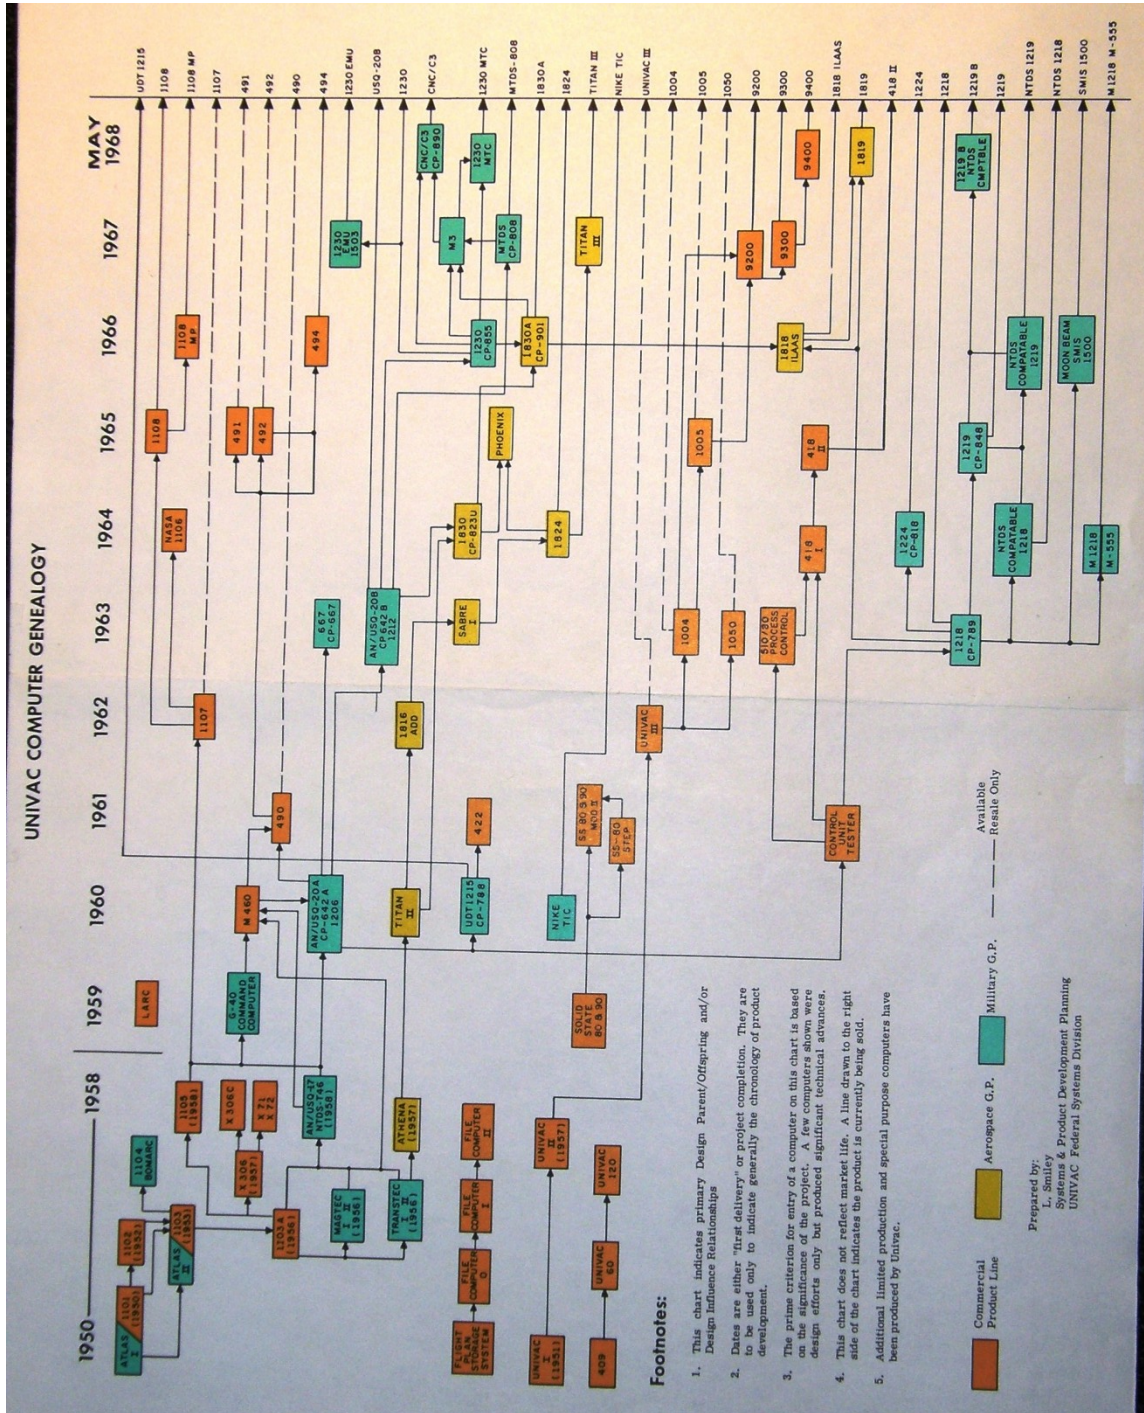 UNIVAC COMPUTER GENEALOGY
1950
1958
1959
1960
1961
1962
1963
1964
1965
1966
1967
MAY
1968
ATLAS
I
1101
(1950)
1102
(1952)
ATLAS
II
1103
(1953)
1104
BOMARC
1105
(1958)
X 306
(1957)
X 306C
X 71
X 72
1103 A
(1956)
MAGTEC
I II
(1956)
TRANSTEC
I II
(1956)
AN/USQ-17
NTDS-T46
(1958)
ATHENA
(1957)
FLIGHT
PLAN
STORAGE
SYSTEM
FILE
COMPUTER
0
FILE
COMPUTER
I
FILE
COMPUTER
II
UNIVAC
I
(1951)
UNIVAC
II
(1957)
409
UNIVAC
60
UNIVAC
120
LARC
G-40
COMMAND
COMPUTER
SOLID
STATE
80 & 90
M 460
AN/USQ-20A
CP-642 A
1206
TITAN
II
UDT 1215
CP-788
NIKE
TIC
490
422
SS 80 & 90
MOD II
SS-80
STEP
CONTROL
UNIT
TESTER
1107
1816
ADD
UNIVAC
III
667
CP-667
AN/USQ-20B
CP 642 B
1212
SABRE
I
1004
1050
510/80
PROCESS
CONTROL
1218
CP-789
NASA
1106
1830
CP-823U
1824
418
I
1224
CP-818
NTDS
COMPATABLE
1218
M 1218
M-555
1108
491
492
PHOENIX
1005
418
II
1219
CP-848
1108
MP
494
1230
CP-855
1830A
CP-901
1818
ILAAS
NTDS
COMPATABLE
1219
MOON BEAM
SMIS
1500
1230
EMU
1503
M3
MTDS
CP-808
TITAN
III
9200
9300
CNC/C3
CP-890
1230
MTC
9400
1819
1219 B
NTDS
CMPTBLE
UDT 1215
1108
1108 MP
1107
491
492
490
494
1230 EMU
USQ-20B
1230
CNC/C3
1230 MTC
MTDS-808
1830A
1824
TITAN III
NIKE TIC
UNIVAC III
1004
1005
1050
9200
9300
9400
1818 ILAAS
1819
418 II
1224
1218
1219B
1219
NTDS 1219
NTDS 1218
SMIS 1500
M1218 M-555
Footnotes:
1. This chart indicates primary Design Parent/Offspring and/or
Design Influence Relationships
2. Dates are either "first delivery" or project completion. They are
to be used only to indicate generally the chronology of product
development.
3. The prime criterion for entry of a computer on this chart is based
on the significance of the project. A few computers shown were
design efforts only but produced significant technical advances.
4. This chart does not reflect market life. A line drawn to the right
side of the chart indicates the product is currently being sold.
5. Additional limited production and special purpose computers have
been produced by Univac.
Commercial
Product Line
Aerospace G.P.
Military G.P.
Available
Resale Only
Prepared by:
L. Smiley
Systems & Product Development Planning
UNIVAC Federal Systems Division